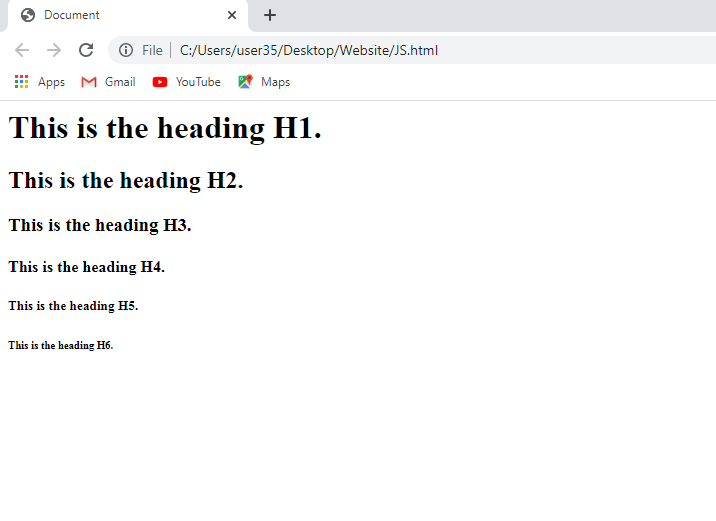 Document
File C:/Users/user35/Desktop/Website/JS.html
Apps Gmail YouTube Maps
This is the heading H1.
This is the heading H2.
This is the heading H3.
This is the heading H4.
This is the heading H5.
This is the heading H6.